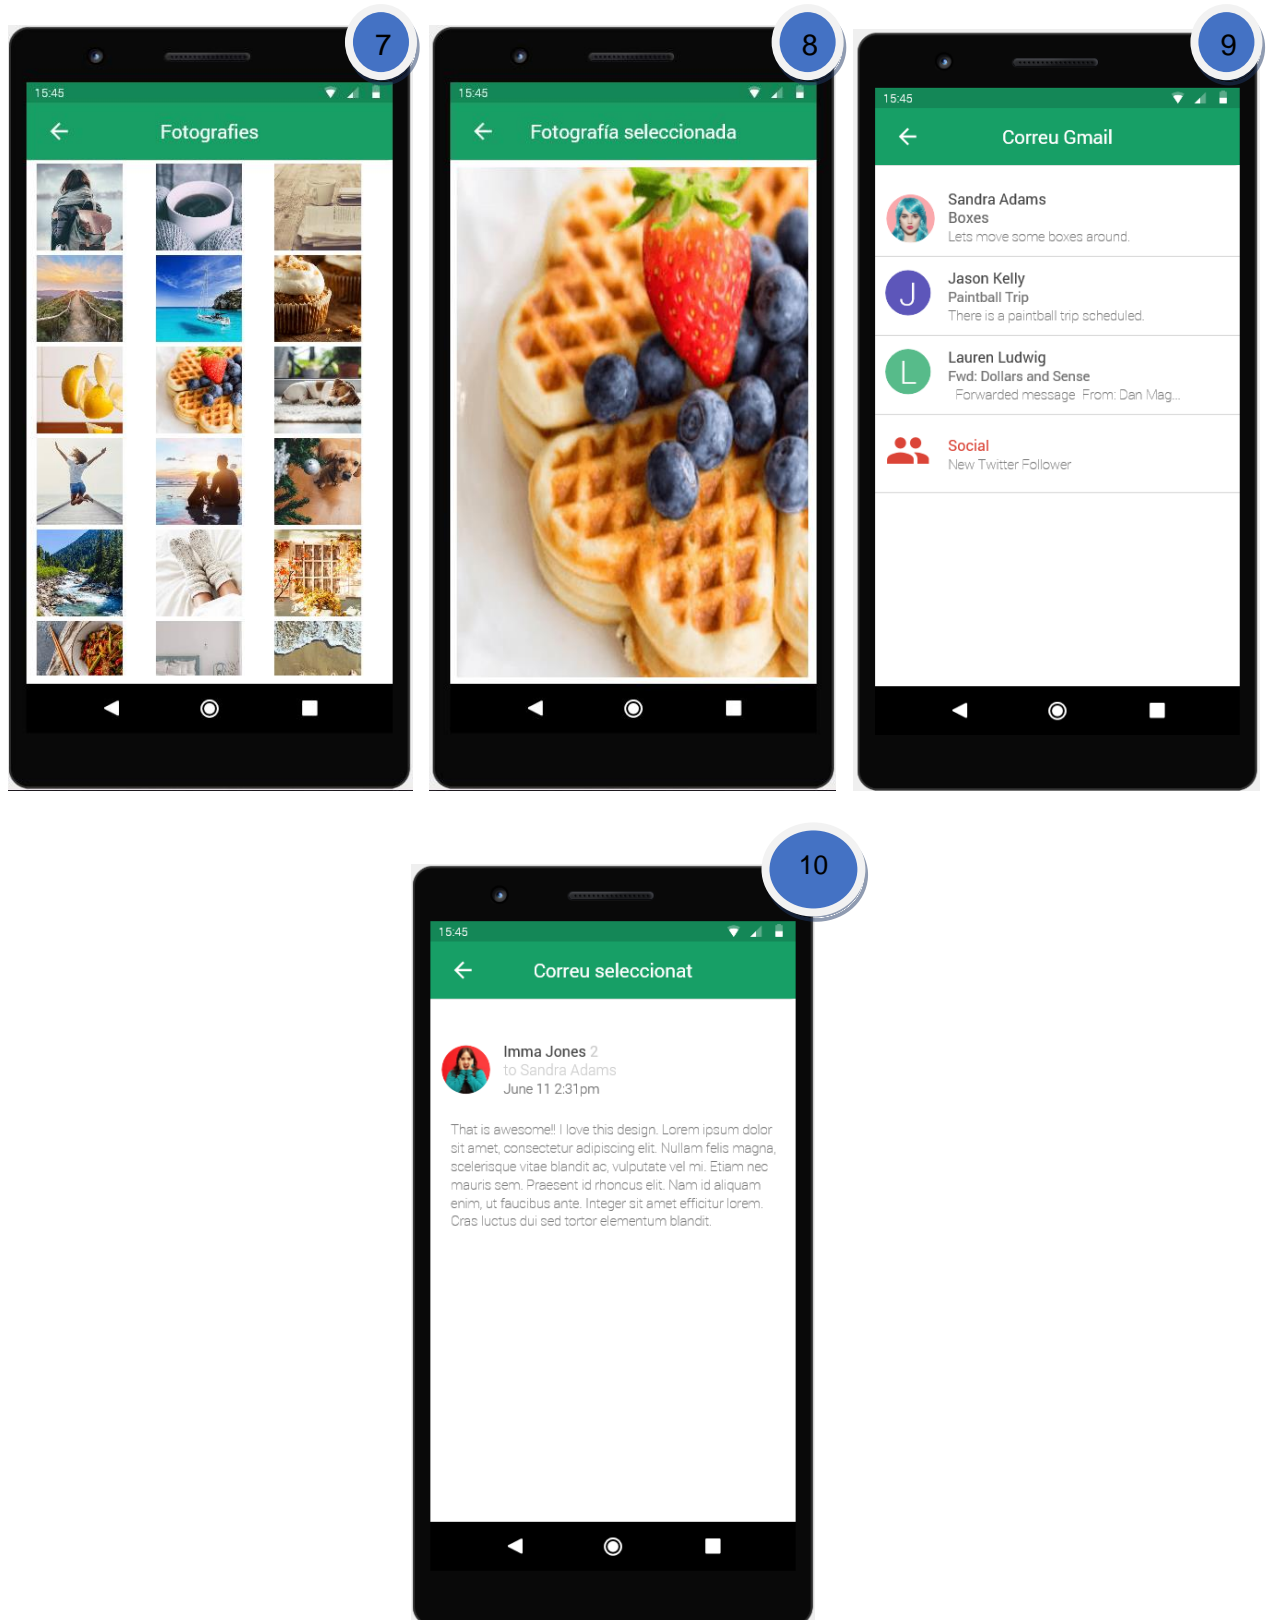 7
15:45
Fotografies
8
15:45
Fotografía seleccionada
9
15:45
Correu Gmail
Sandra Adams
Boxes
Lets move some boxes around.
J
Jason Kelly
Paintball Trip
There is a paintball trip scheduled.
L
Lauren Ludwig
Fwd: Dollars and Sense
Forwarded message From: Dan Mag...
Social
New Twitter Follower
10
15:45
Correu seleccionat
Imma Jones 2
to Sandra Adams
June 11 2:31pm
That is awesome!! I love this design. Lorem ipsum dolor
sit amet, consectetur adipiscing elit. Nullam felis magna,
scelerisque vitae blandit ac, vulputate vel mi. Etiam nec
mauris sem. Praesent id rhoncus elit. Nam id aliquam
enim, ut faucibus ante. Integer sit amet efficitur lorem.
Cras luctus dui sed tortor elementum blandit.